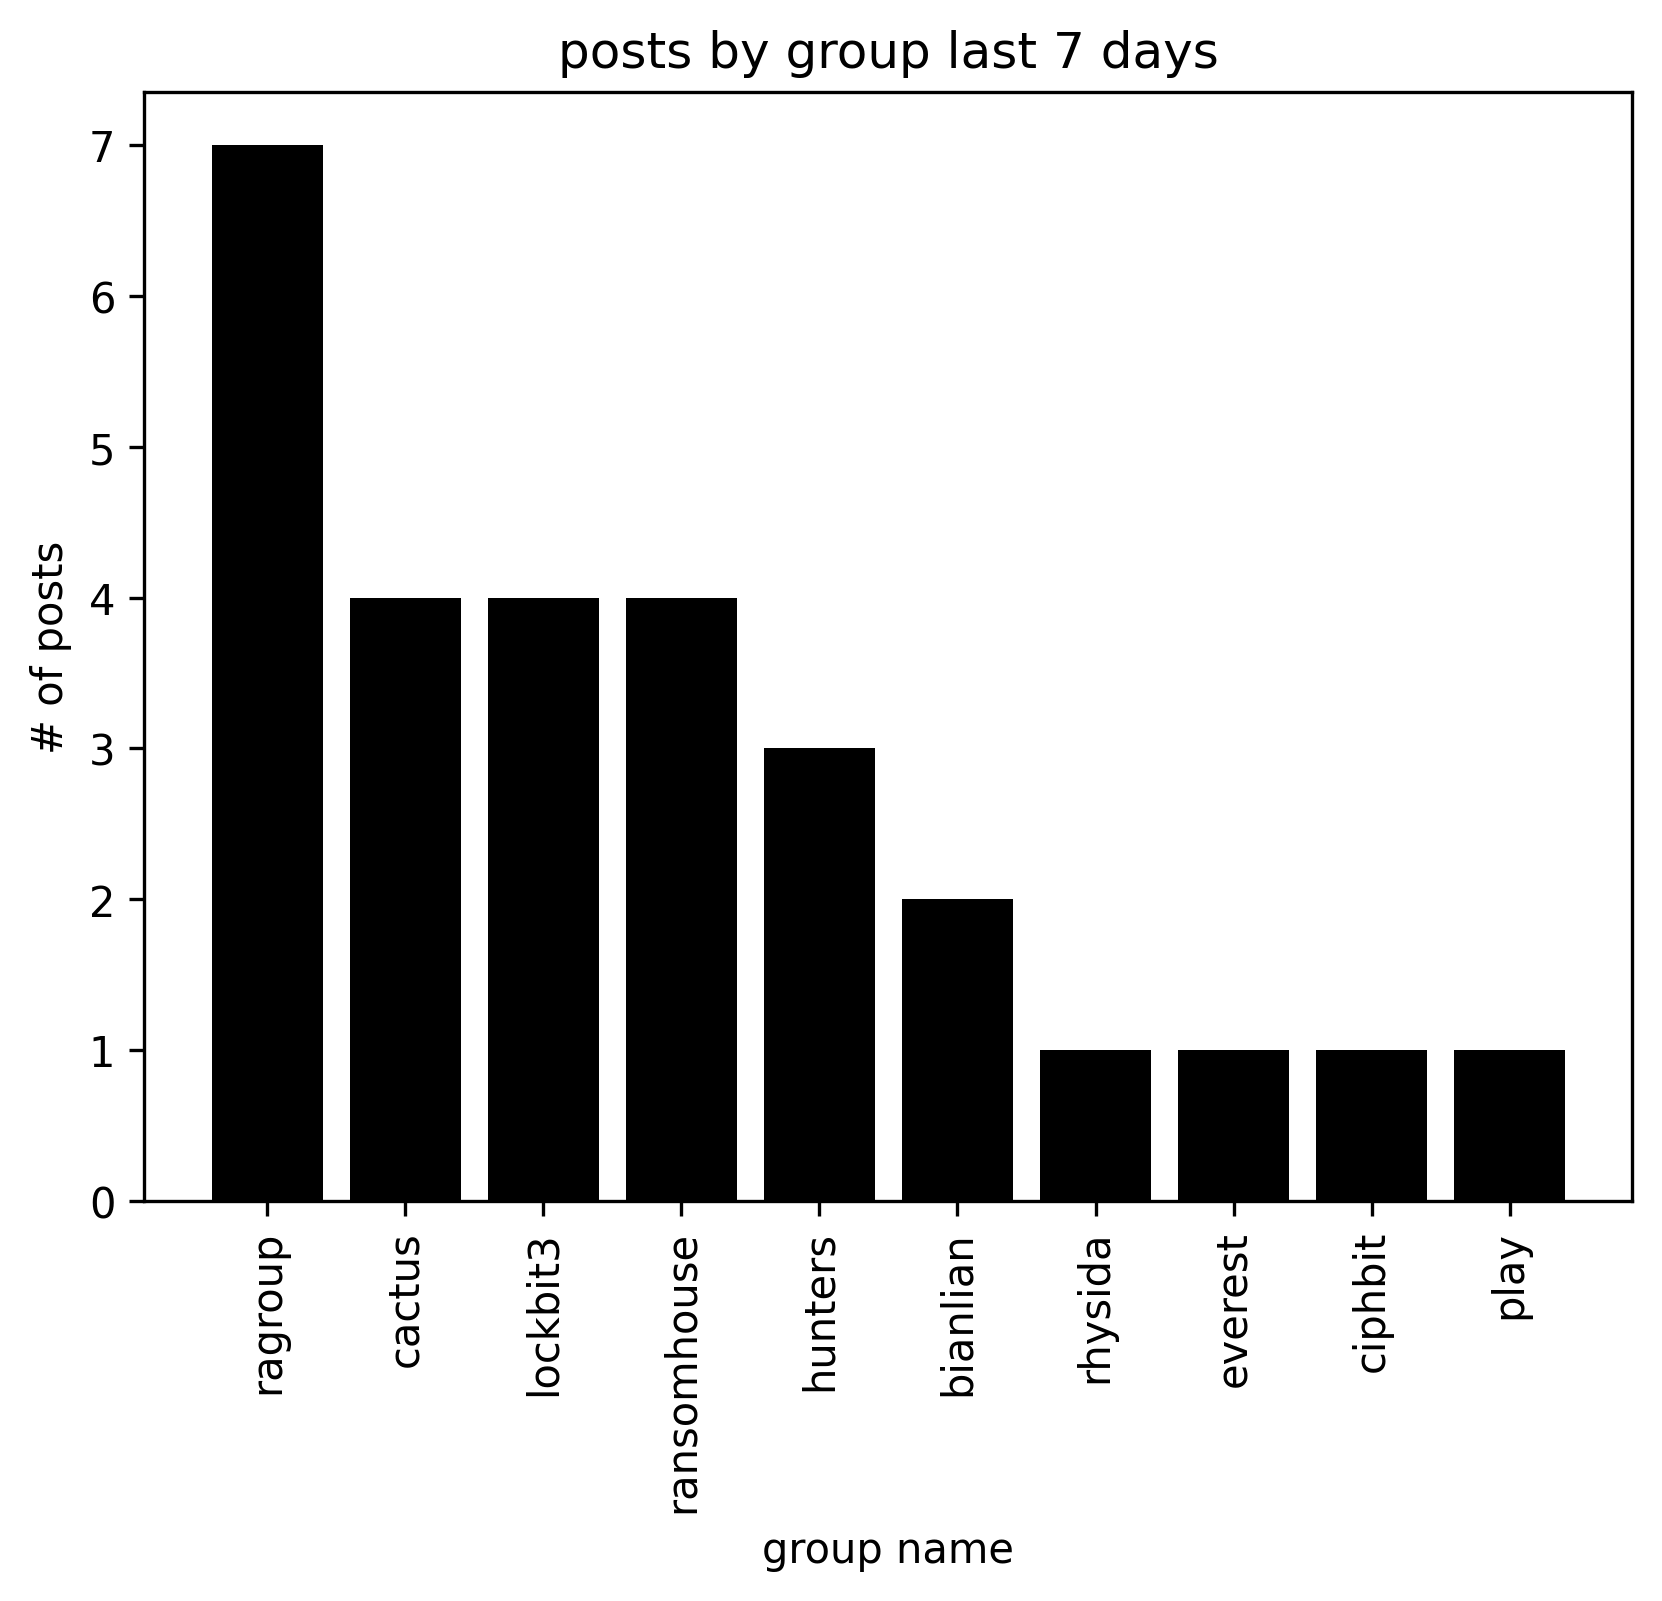 posts by group last 7 days
# of posts
7
6
5
4
3
2
1
0
ragroup
cactus
lockbit3
ransomhouse
hunters
bianlian
rhysida
everest
ciphbit
play
group name